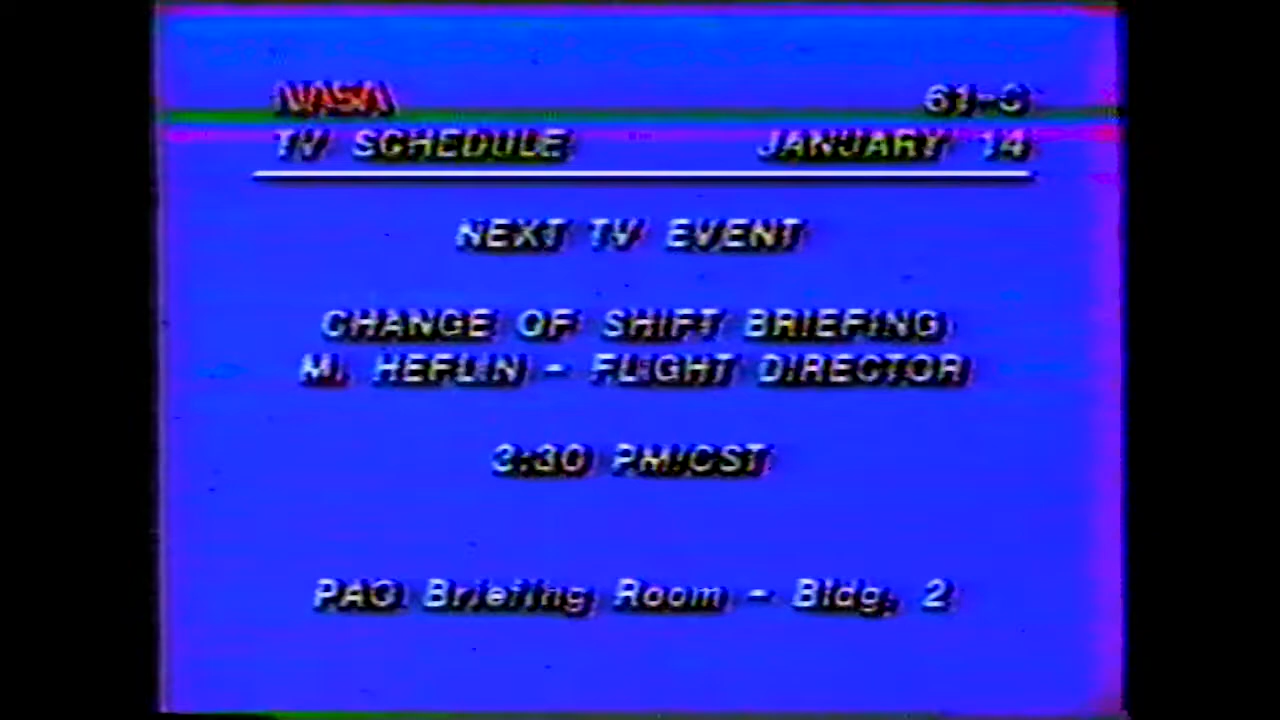 NASA 61-C
TV SCHEDULE JANUARY 14
NEXT TV EVENT
CHANGE OF SHIFT BRIEFING
M. HEFLIN - FLIGHT DIRECTOR
3:30 PM/CST
PAO Briefing Room - Bldg. 2